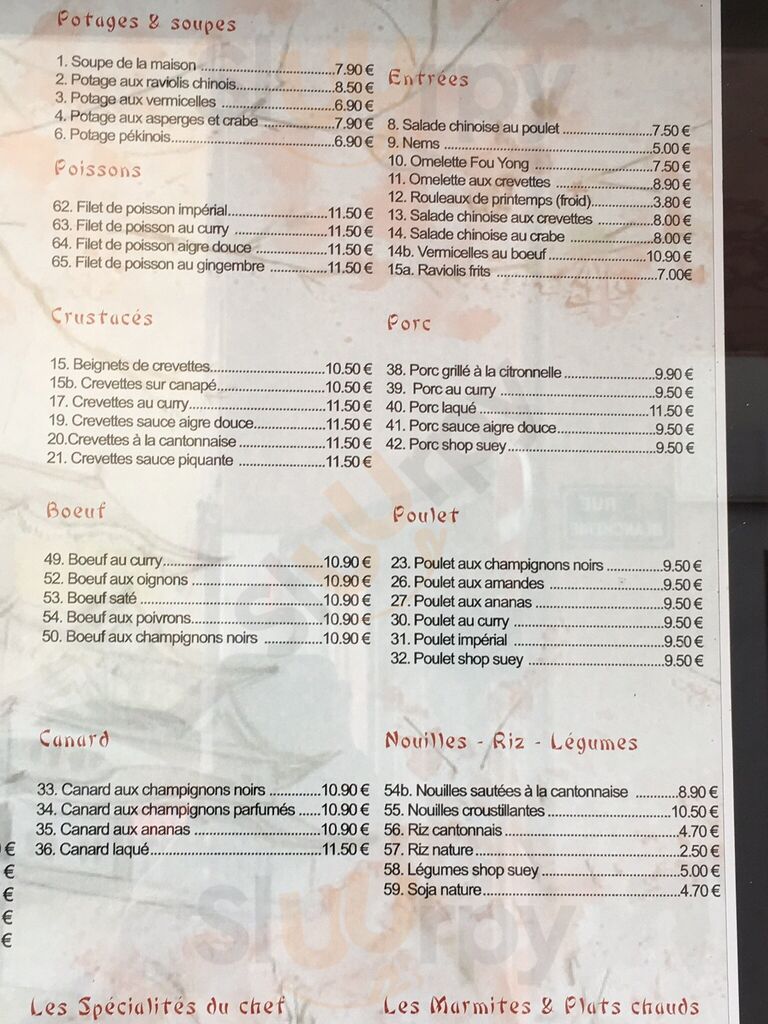 Potages & soupes
1. Soupe de la maison ................................7.90 €
2. Potage aux raviolis chinois........................8.50 €
3. Potage aux vermicelles ...........................6.90 €
4. Potage aux asperges et crabe .................7.90 €
6. Potage pékinois.......................................6.90 €
Poissons
62. Filet de poisson impérial........................11.50 €
63. Filet de poisson au curry ......................11.50 €
64. Filet de poisson aigre douce .................11.50 €
65. Filet de poisson au gingembre ..............11.50 €
Crustacés
15. Beignets de crevettes...........................10.50 €
15b. Crevettes sur canapé..........................10.50 €
17. Crevettes au curry.................................11.50 €
19. Crevettes sauce aigre douce.................11.50 €
20.Crevettes à la cantonnaise .....................11.50 €
21. Crevettes sauce piquante .....................11.50 €
Boeuf
49. Boeuf au curry......................................10.90 €
52. Boeuf aux oignons ...............................10.90 €
53. Boeuf saté ...........................................10.90 €
54. Boeuf aux poivrons...............................10.90 €
50. Boeuf aux champignons noirs ..............10.90 €
Canard
33. Canard aux champignons noirs ............10.90 €
34. Canard aux champignons parfumés .....10.90 €
35. Canard aux ananas ..............................10.90 €
36. Canard laqué........................................11.50 €
Les Spécialités du chef
Entrées
8. Salade chinoise au poulet .....................7.50 €
9. Nems .................................................5.00 €
10. Omelette Fou Yong ............................7.50 €
11. Omelette aux crevettes ........................8.90 €
12. Rouleaux de printemps (froid)..............3.80 €
13. Salade chinoise aux crevettes .............8.00 €
14. Salade chinoise au crabe ...................8.00 €
14b. Vermicelles au boeuf.......................10.90 €
15a. Raviolis frits ......................................7.00€
Porc
38. Porc grillé à la citronnelle.....................9.90 €
39. Porc au curry ......................................9.50 €
40. Porc laqué .........................................11.50 €
41. Porc sauce aigre douce.......................9.50 €
42. Porc shop suey...................................9.50 €
Poulet
23. Poulet aux champignons noirs .............9.50 €
26. Poulet aux amandes ...........................9.50 €
27. Poulet aux ananas ..............................9.50 €
30. Poulet au curry ...................................9.50 €
31. Poulet impérial ....................................9.50 €
32. Poulet shop suey ................................9.50 €
Nouilles - Riz - Légumes
54b. Nouilles sautées à la cantonnaise ..........8.90 €
55. Nouilles croustillantes.............................10.50 €
56. Riz cantonnais ........................................4.70 €
57. Riz nature ...............................................2.50 €
58. Légumes shop suey................................5.00 €
59. Soja nature..............................................4.70 €
Les Marmites & Plats chauds
€
€
€
€
€
RUE
Sluurpy
Sluurpy
Sluurpy